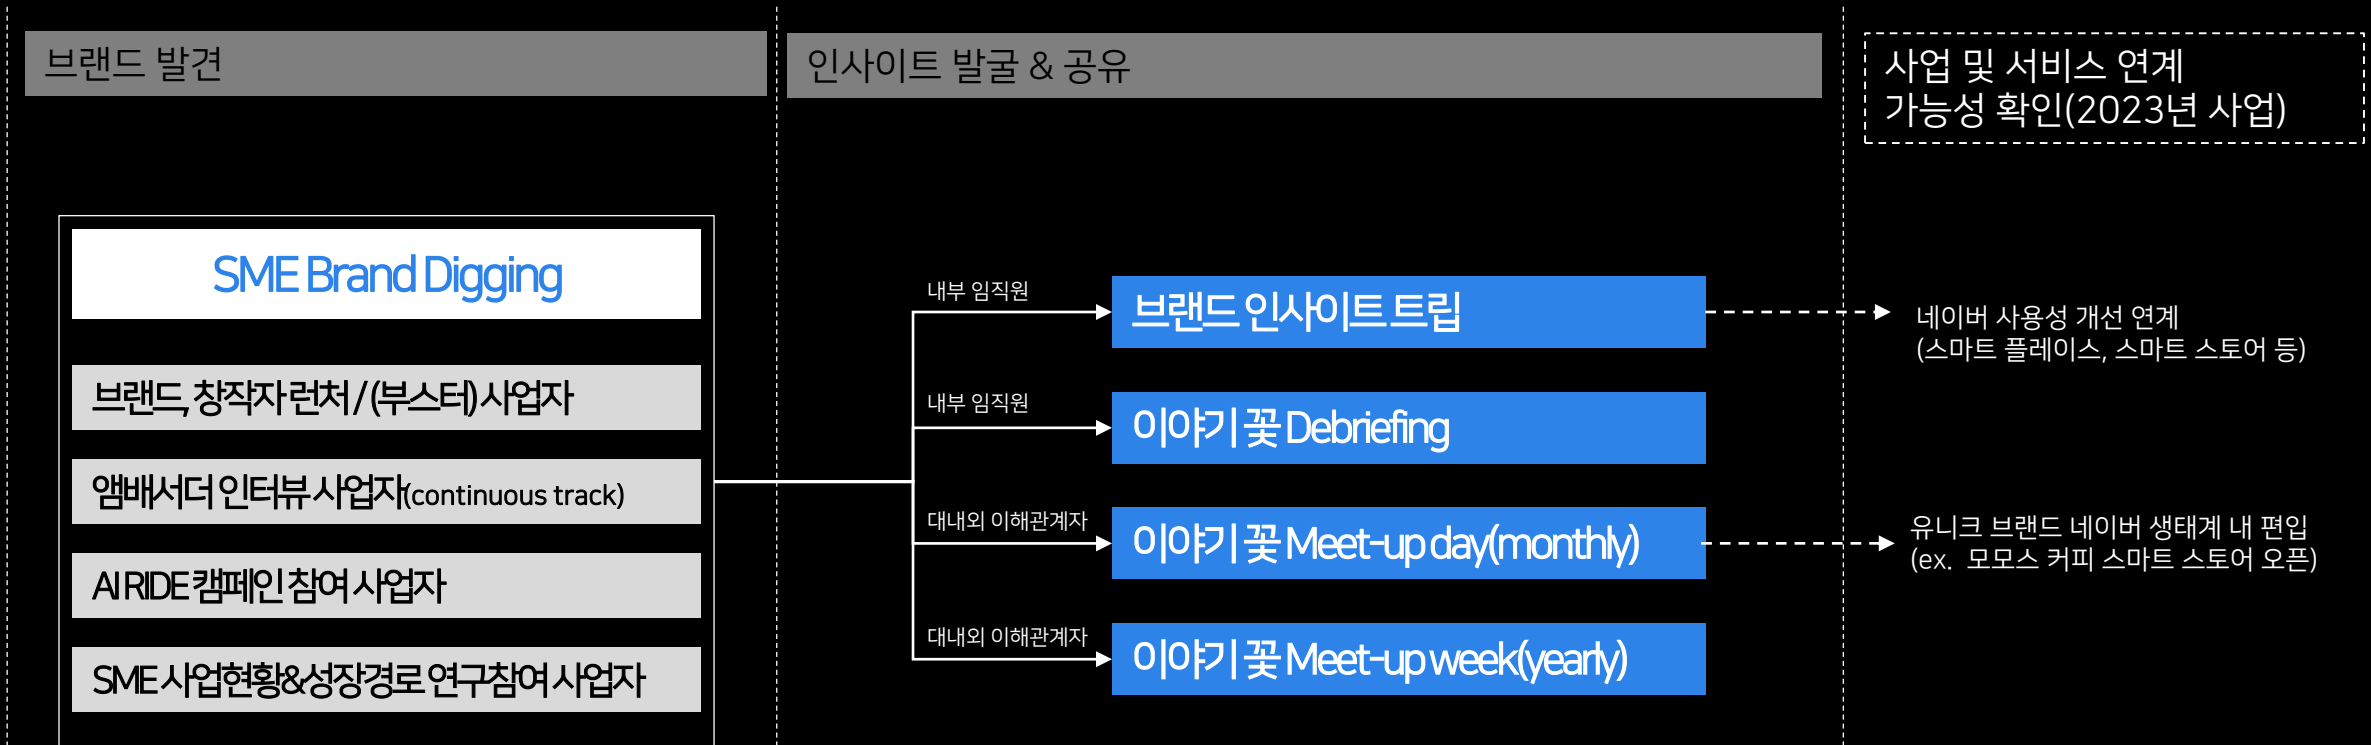 브랜드 발견
인사이트 발굴 & 공유
사업 및 서비스 연계
가능성 확인(2023년 사업)
SME Brand Digging
브랜드, 창작자 런처 / (부스터) 사업자
앰배서더 인터뷰 사업자(continuous track)
AI RIDE 캠페인 참여 사업자
SME 사업현황&성장경로 연구참여 사업자
내부 임직원
브랜드 인사이트 트립
내부 임직원
이야기 꽃 Debriefing
대내외 이해관계자
이야기 꽃 Meet-up day(monthly)
대내외 이해관계자
이야기 꽃 Meet-up week(yearly)
네이버 사용성 개선 연계
(스마트 플레이스, 스마트 스토어 등)
유니크 브랜드 네이버 생태계 내 편입
(ex. 모모스 커피 스마트 스토어 오픈)